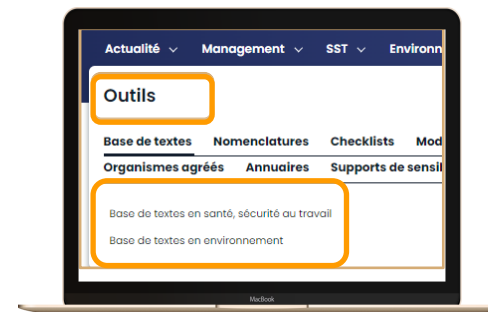 Actualité Management SST Environn
Outils
Base de textes Nomenclatures Checklists Mod
Organismes agréés Annuaires Supports de sensil
Base de textes en santé, sécurité au travail
Base de textes en environnement
MacBook